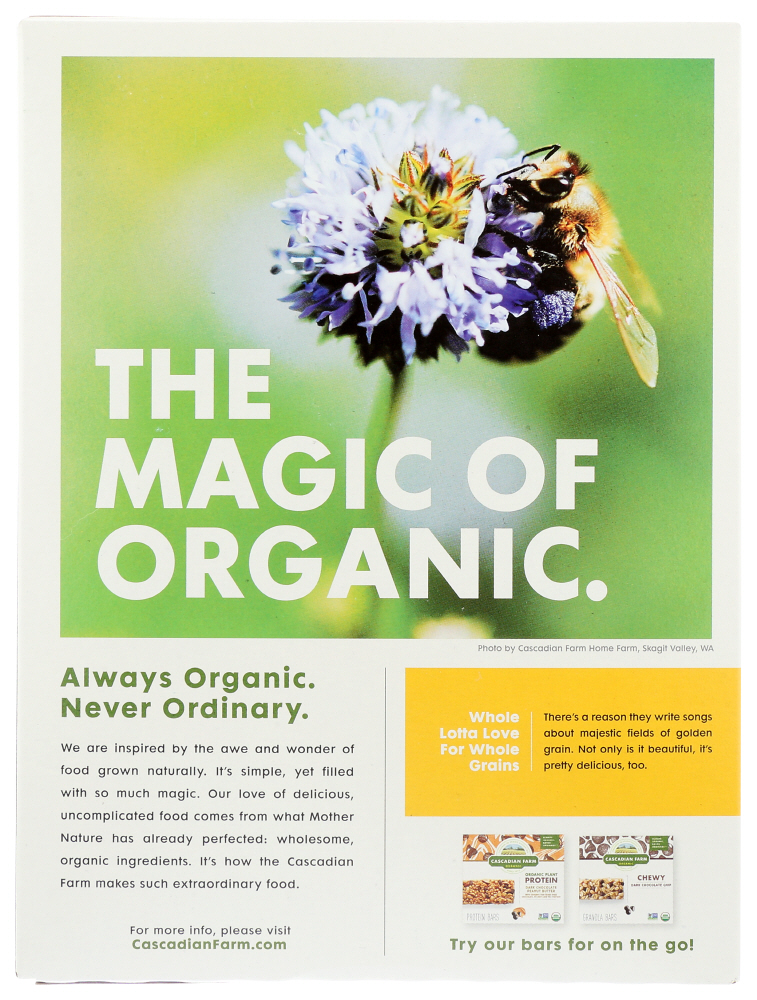 THE
MAGIC OF
ORGANIC.
Photo by Cascadian Farm Home Farm, Skagit Valley, WA
Always Organic.
Never Ordinary.
We are inspired by the awe and wonder of
food grown naturally. It's simple, yet filled
with so much magic. Our love of delicious,
uncomplicated food comes from what Mother
Nature has already perfected: wholesome,
organic ingredients. It's how the Cascadian
Farm makes such extraordinary food.
For more info, please visit
CascadianFarm.com
Whole
Lotta Love
For Whole
Grains
There's a reason they write songs
about majestic fields of golden
grain. Not only is it beautiful, it's
pretty delicious, too.
CASCADIAN FARM
ORGANIC
ORGANIC PLANT
PROTEIN
DARK CHOCOLATE
PEANUT BUTTER
PROTEIN BARS
CASCADIAN FARM
ORGANIC
CHEWY
DARK CHOCOLATE CHIP
GRANOLA BARS
Try our bars for on the go!